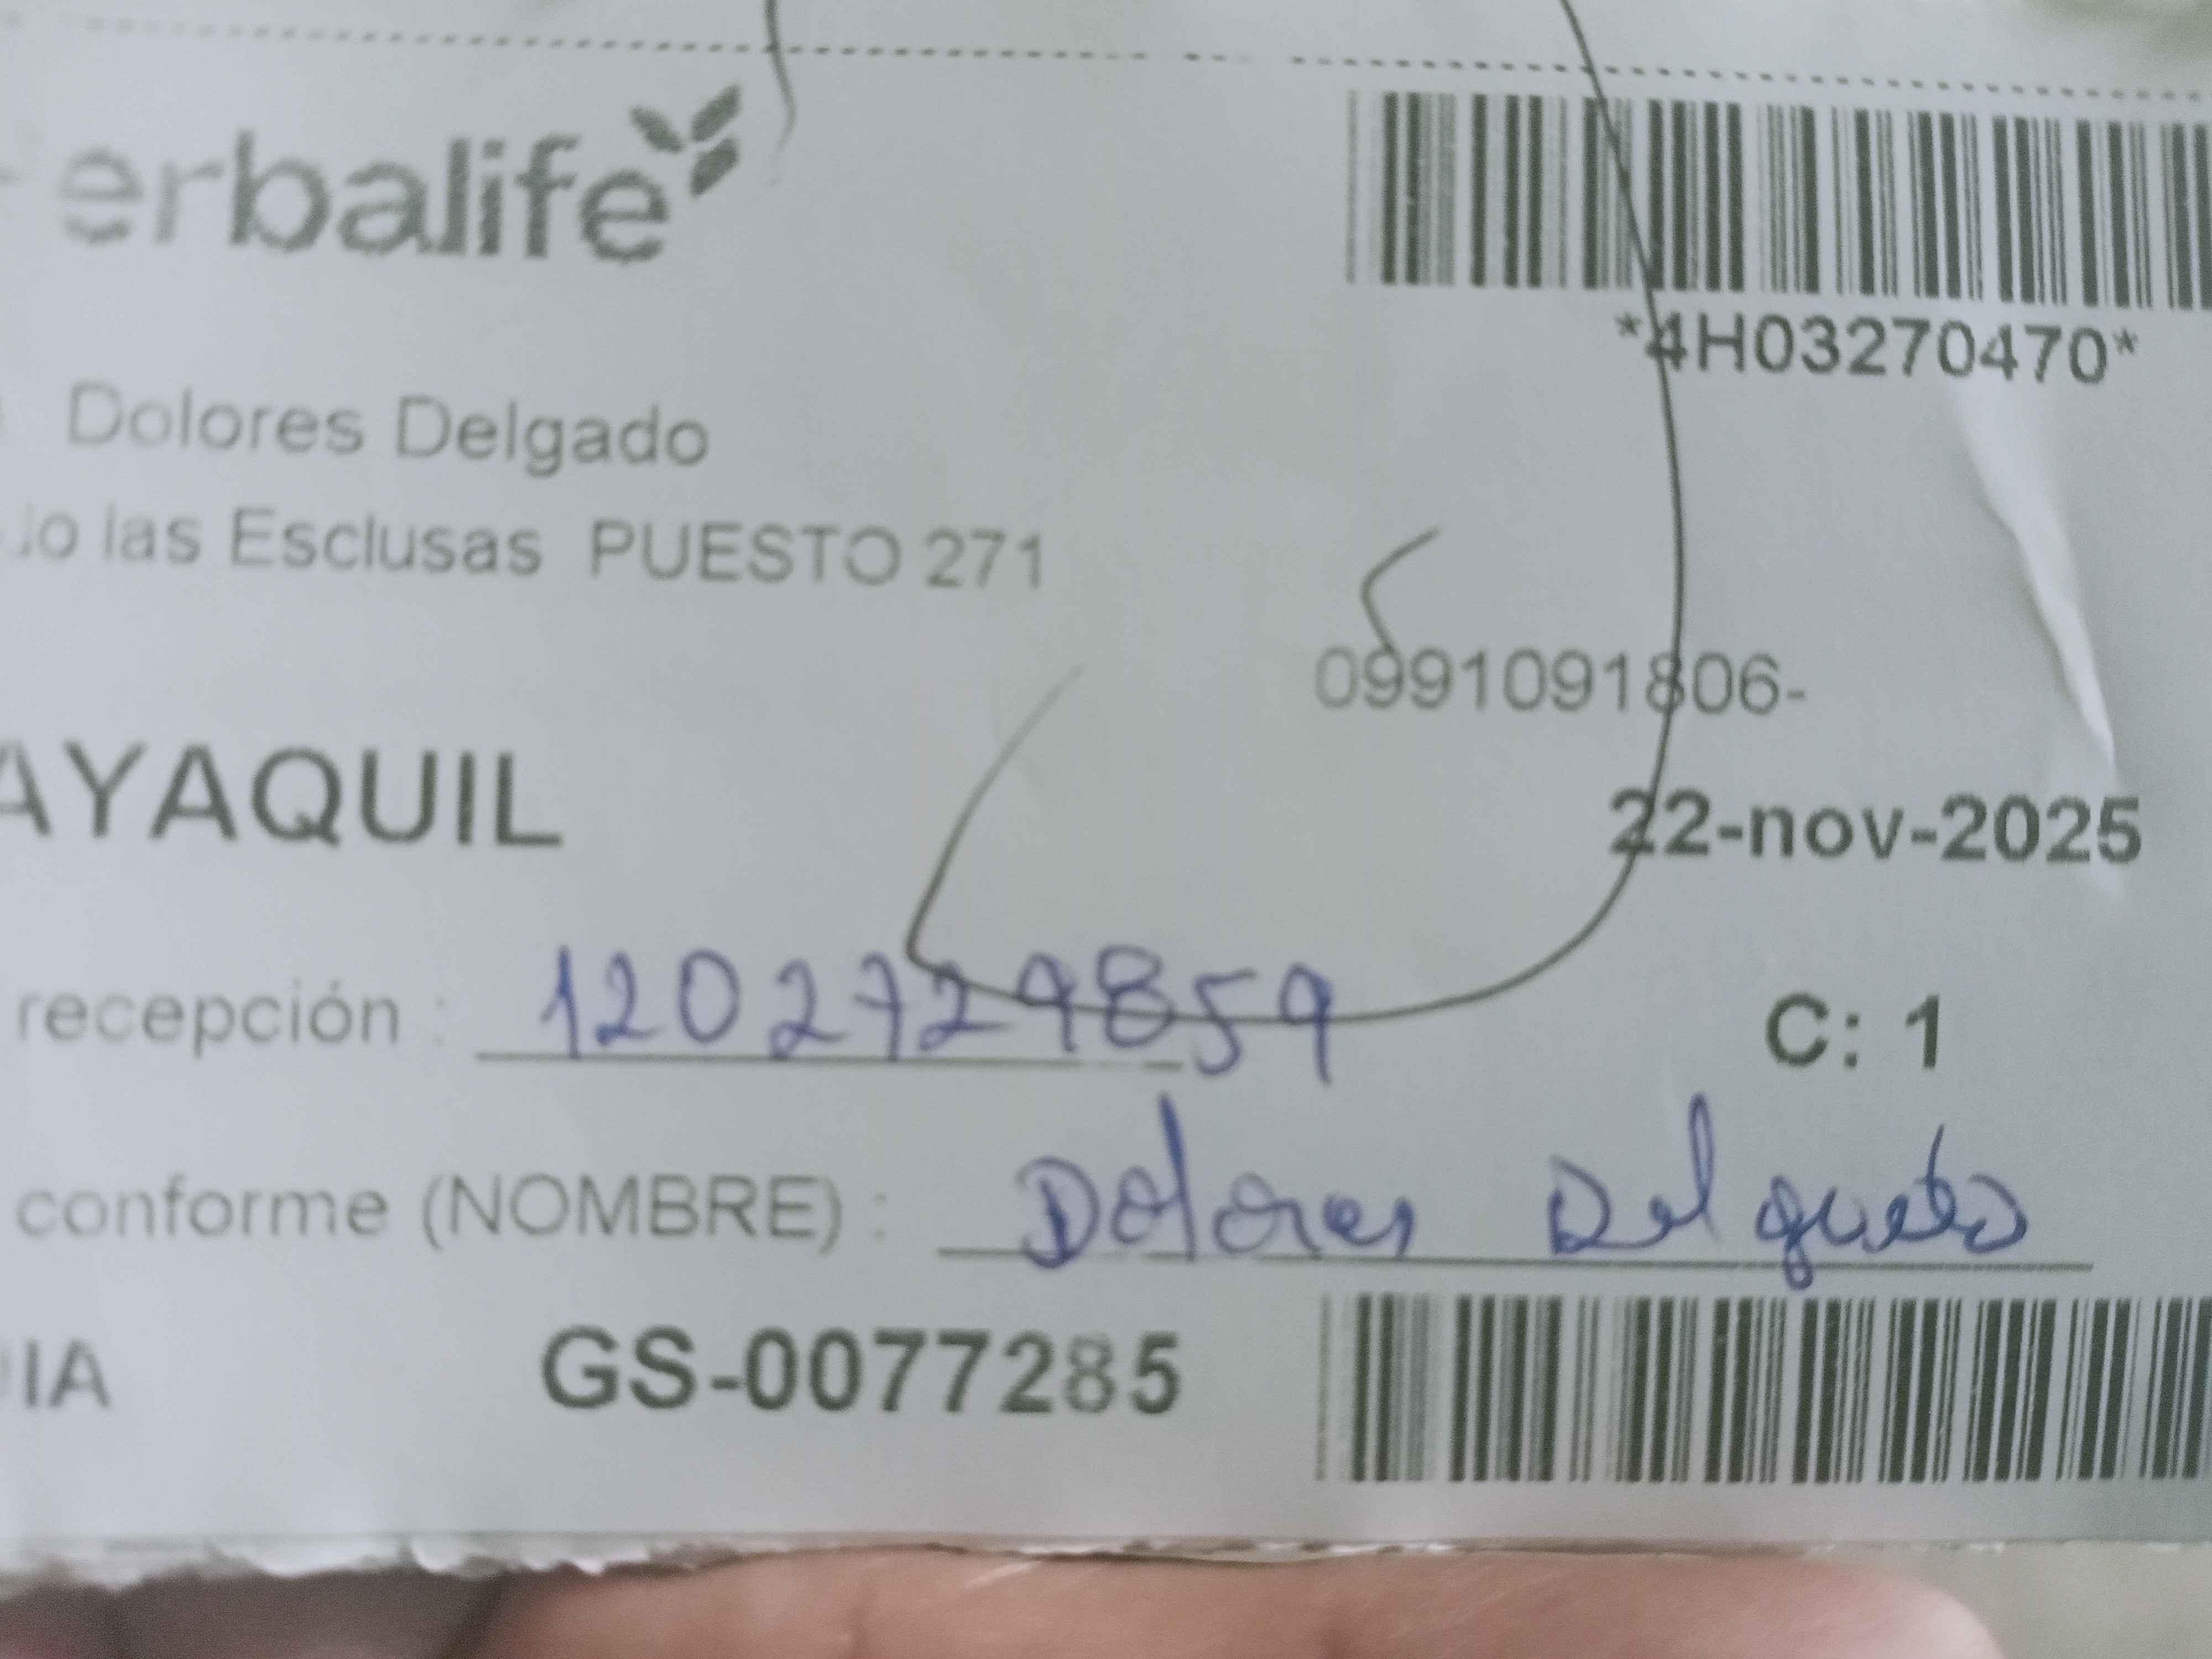 erbalife
*4H03270470*
Dolores Delgado
las Esclusas PUESTO 271
0991091806-
AYAQUIL
22-nov-2025
recepción : 1202729859
C: 1
conforme (NOMBRE) : Dolores Delgado
IA GS-0077285